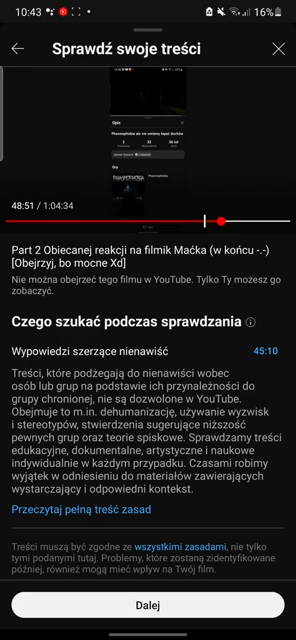 10:43
16%
Sprawdź swoje treści
Opis
Phasmophobia ale nie umiemy łapać duchów
Gry
Phasmophobia
48:51 / 1:04:34
Part 2 Obiecanej reakcji na filmik Maćka (w końcu -.-)
[Obejrzyj, bo mocne Xd]
Nie można obejrzeć tego filmu w YouTube. Tylko Ty możesz go
zobaczyć.
Czego szukać podczas sprawdzania
Wypowiedzi szerzące nienawiść 45:10
Treści, które podżegają do nienawiści wobec
osób lub grup na podstawie ich przynależności do
grupy chronionej, nie są dozwolone w YouTube.
Obejmuje to m.in. dehumanizację, używanie wyzwisk
i stereotypów, stwierdzenia sugerujące niższość
pewnych grup oraz teorie spiskowe. Sprawdzamy treści
edukacyjne, dokumentalne, artystyczne i naukowe
indywidualnie w każdym przypadku. Czasami robimy
wyjątek w odniesieniu do materiałów zawierających
wystarczający i odpowiedni kontekst.
Przeczytaj pełną treść zasad
Treści muszą być zgodne ze wszystkimi zasadami, nie tylko
tymi podanymi tutaj. Problemy, które zostaną zidentyfikowane
później, również mogą mieć wpływ na Twój film.
Dalej